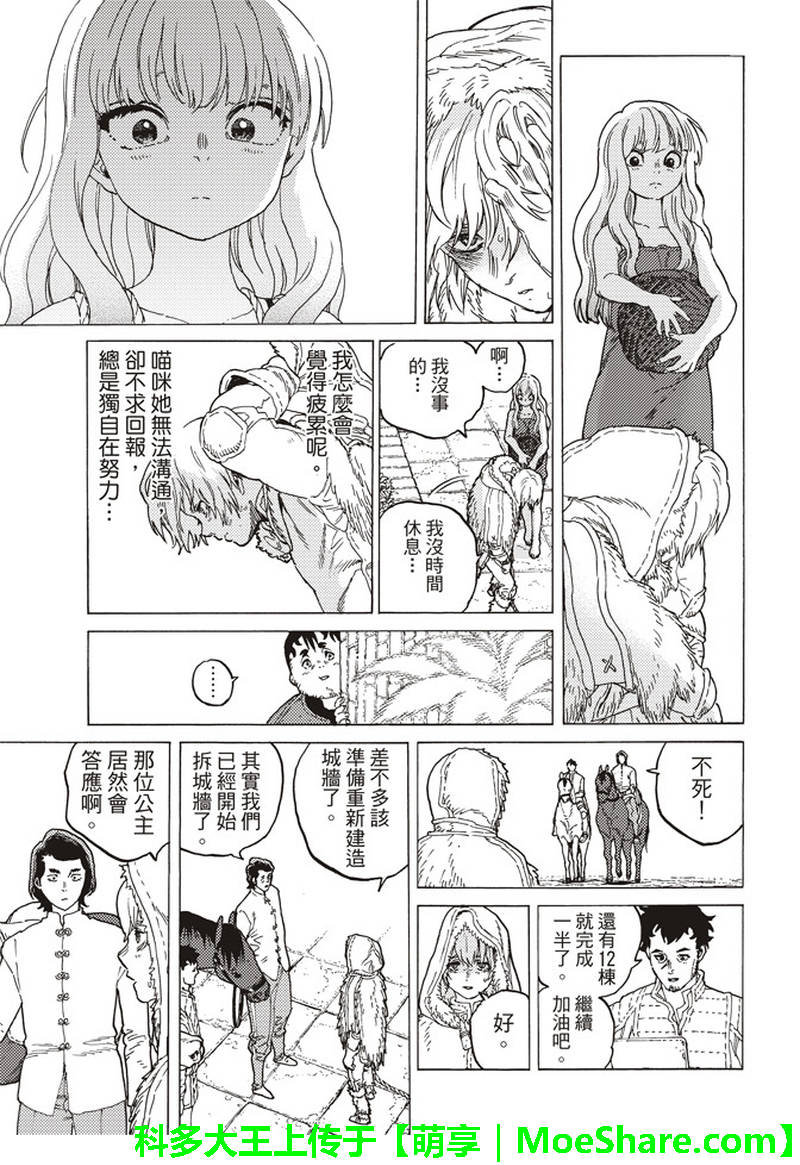 啊…
我沒事
的…
我沒時間
休息…
我怎麼會
覺得疲累呢。
喵咪她無法溝通，
卻不求回報，
總是獨自在努力…
……
不死！
還有12棟
就完成
一半了。
繼續
加油吧。
好。
差不多該
準備重新建造
城牆了。
其實我們
已經開始
拆城牆了。
那位公主
居然會
答應啊。
科多大王上传于【萌享】| MoeShare.com】